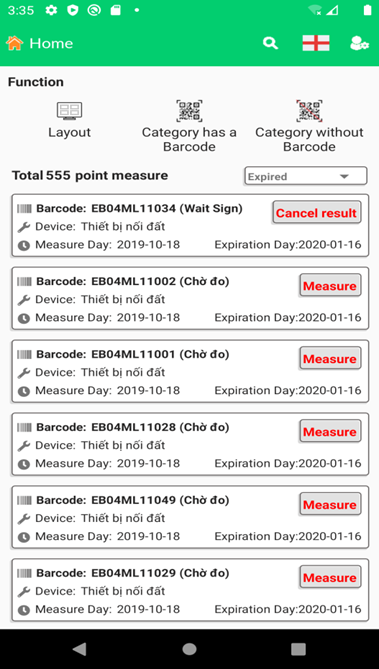 3:35
Home
Function
Layout
Category has a
Barcode
Category without
Barcode
Total 555 point measure
Expired
Barcode: EB04ML11034 (Wait Sign)
Cancel result
Device: Thiết bị nối đất
Measure Day: 2019-10-18 Expiration Day:2020-01-16
Barcode: EB04ML11002 (Chờ đo)
Measure
Device: Thiết bị nối đất
Measure Day: 2019-10-18 Expiration Day:2020-01-16
Barcode: EB04ML11001 (Chờ đo)
Measure
Device: Thiết bị nối đất
Measure Day: 2019-10-18 Expiration Day:2020-01-16
Barcode: EB04ML11028 (Chờ đo)
Measure
Device: Thiết bị nối đất
Measure Day: 2019-10-18 Expiration Day:2020-01-16
Barcode: EB04ML11049 (Chờ đo)
Measure
Device: Thiết bị nối đất
Measure Day: 2019-10-18 Expiration Day:2020-01-16
Barcode: EB04ML11029 (Chờ đo)
Measure
Device: Thiết bị nối đất
Measure Day: 2019-10-18 Expiration Day:2020-01-16